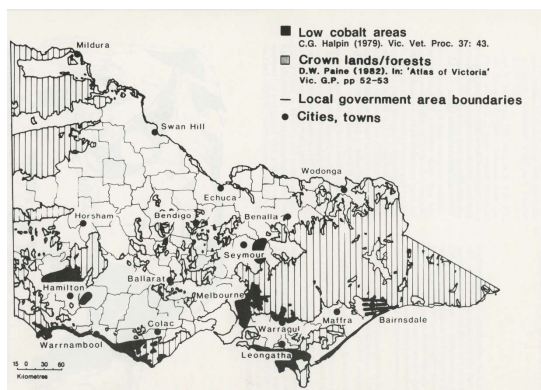 Low cobalt areas
C.G. Halpin (1979). Vic. Vet. Proc. 37: 43.
Crown lands/forests
D.W. Paine (1982). In: 'Atlas of Victoria'
Vic. G.P. pp 52-53
Local government area boundaries
Cities, towns
Mildura
Swan Hill
Wodonga
Echuca
Horsham
Bendigo
Benalla
Seymour
Hamilton
Ballarat
Melbourne
Colac
Warragul
Maffra
Bairnsdale
Warrnambool
Leongatha
15 0 30 60
Kilometres